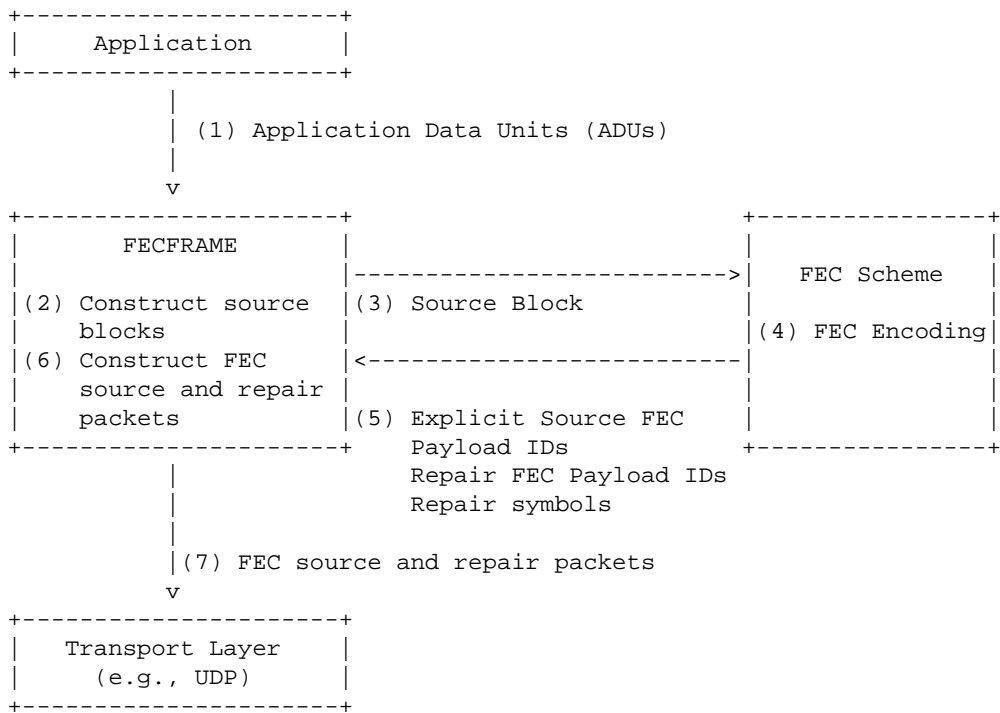 Application
(1) Application Data Units (ADUs)
FECFRAME
FEC Scheme
(2) Construct source (3) Source Block
blocks (4) FEC Encoding
(6) Construct FEC
source and repair
packets (5) Explicit Source FEC
Payload IDs
Repair FEC Payload IDs
Repair symbols
(7) FEC source and repair packets
Transport Layer
(e.g., UDP)